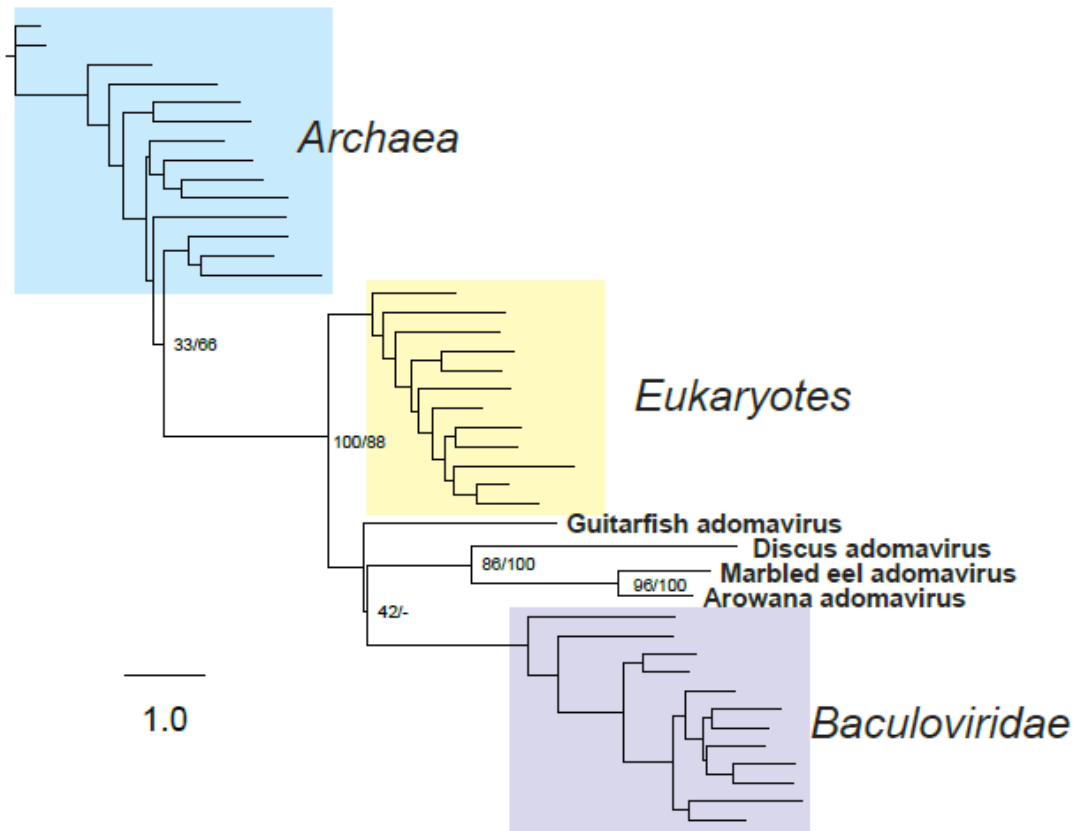 Archaea
33/66
Eukaryotes
100/88
Guitarfish adomavirus
Discus adomavirus
86/100
Marbled eel adomavirus
96/100
Arowana adomavirus
42/-
1.0
Baculoviridae